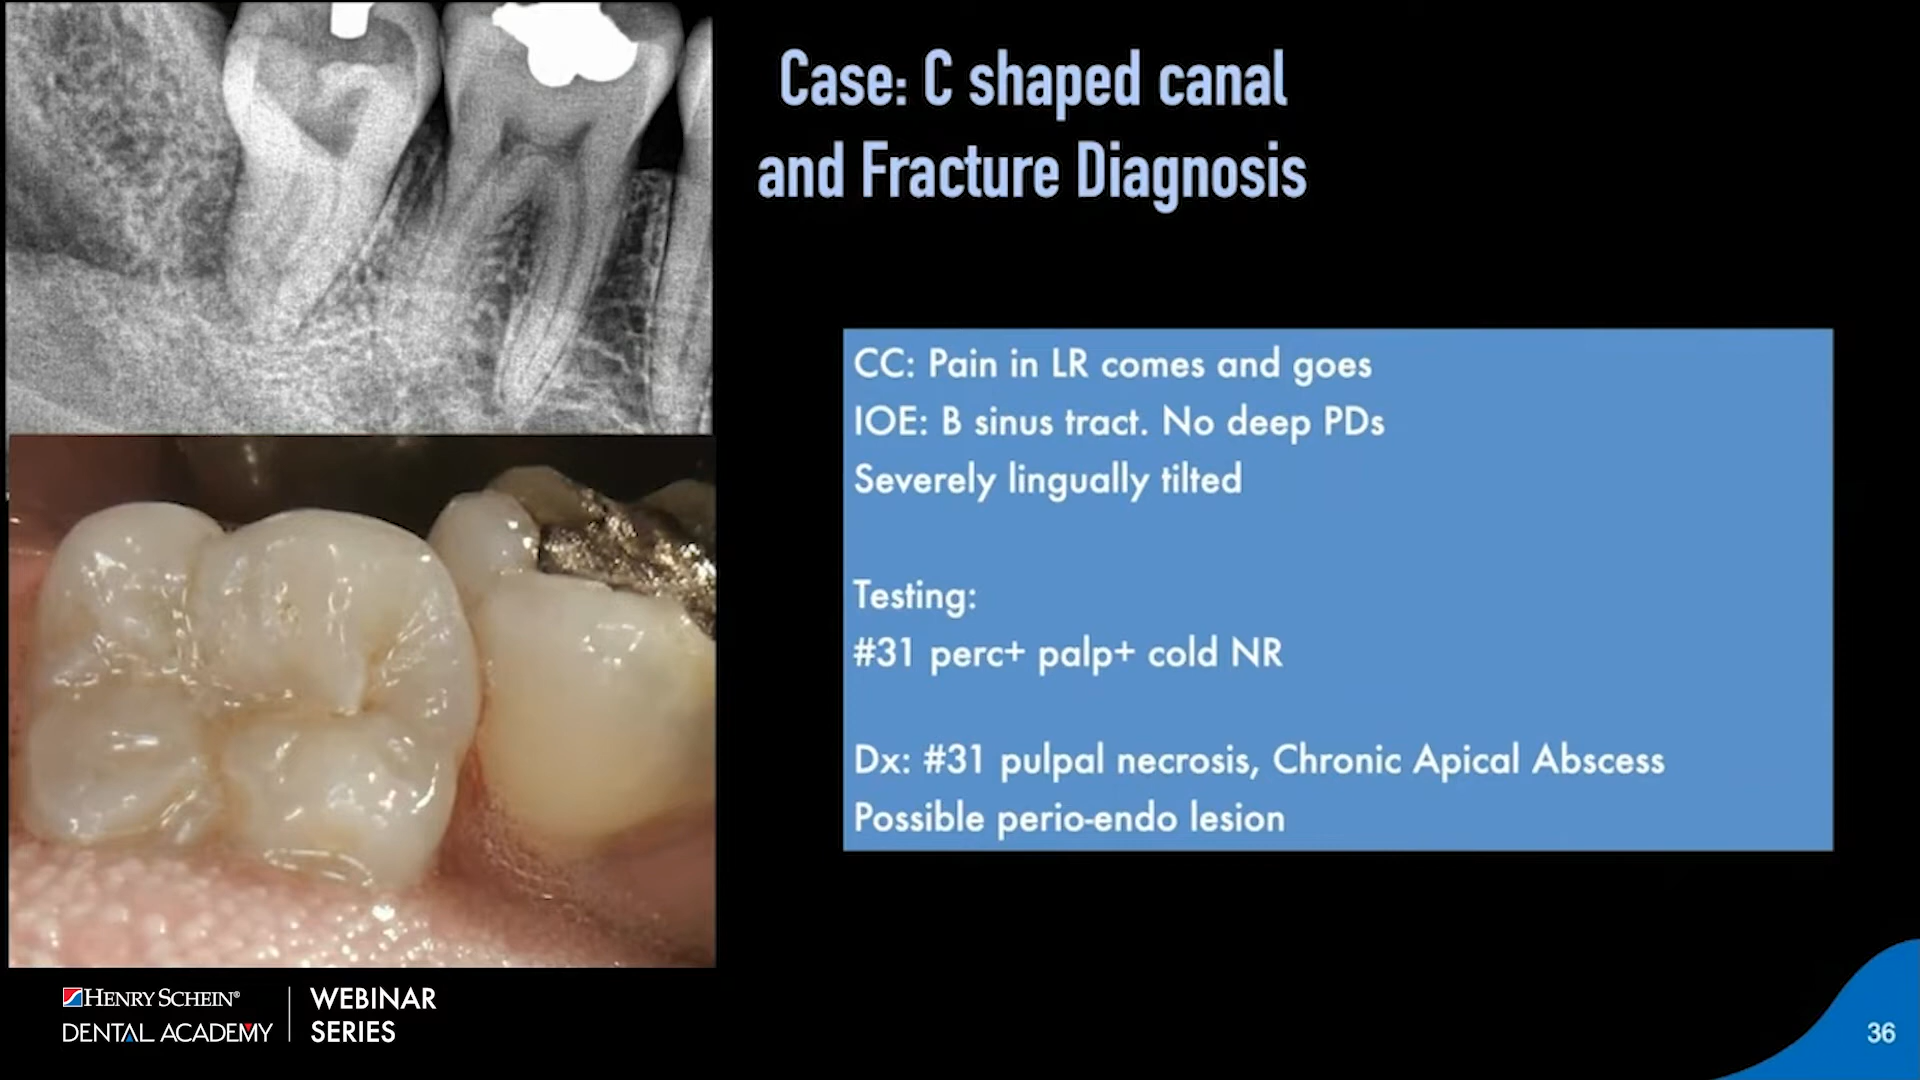 Case: C shaped canal
and Fracture Diagnosis
CC: Pain in LR comes and goes
IOE: B sinus tract. No deep PDs
Severely lingually tilted
Testing:
#31 perc+ palp+ cold NR
Dx: #31 pulpal necrosis, Chronic Apical Abscess
Possible perio-endo lesion
HENRY SCHEIN®
DENTAL ACADEMY
WEBINAR
SERIES
36